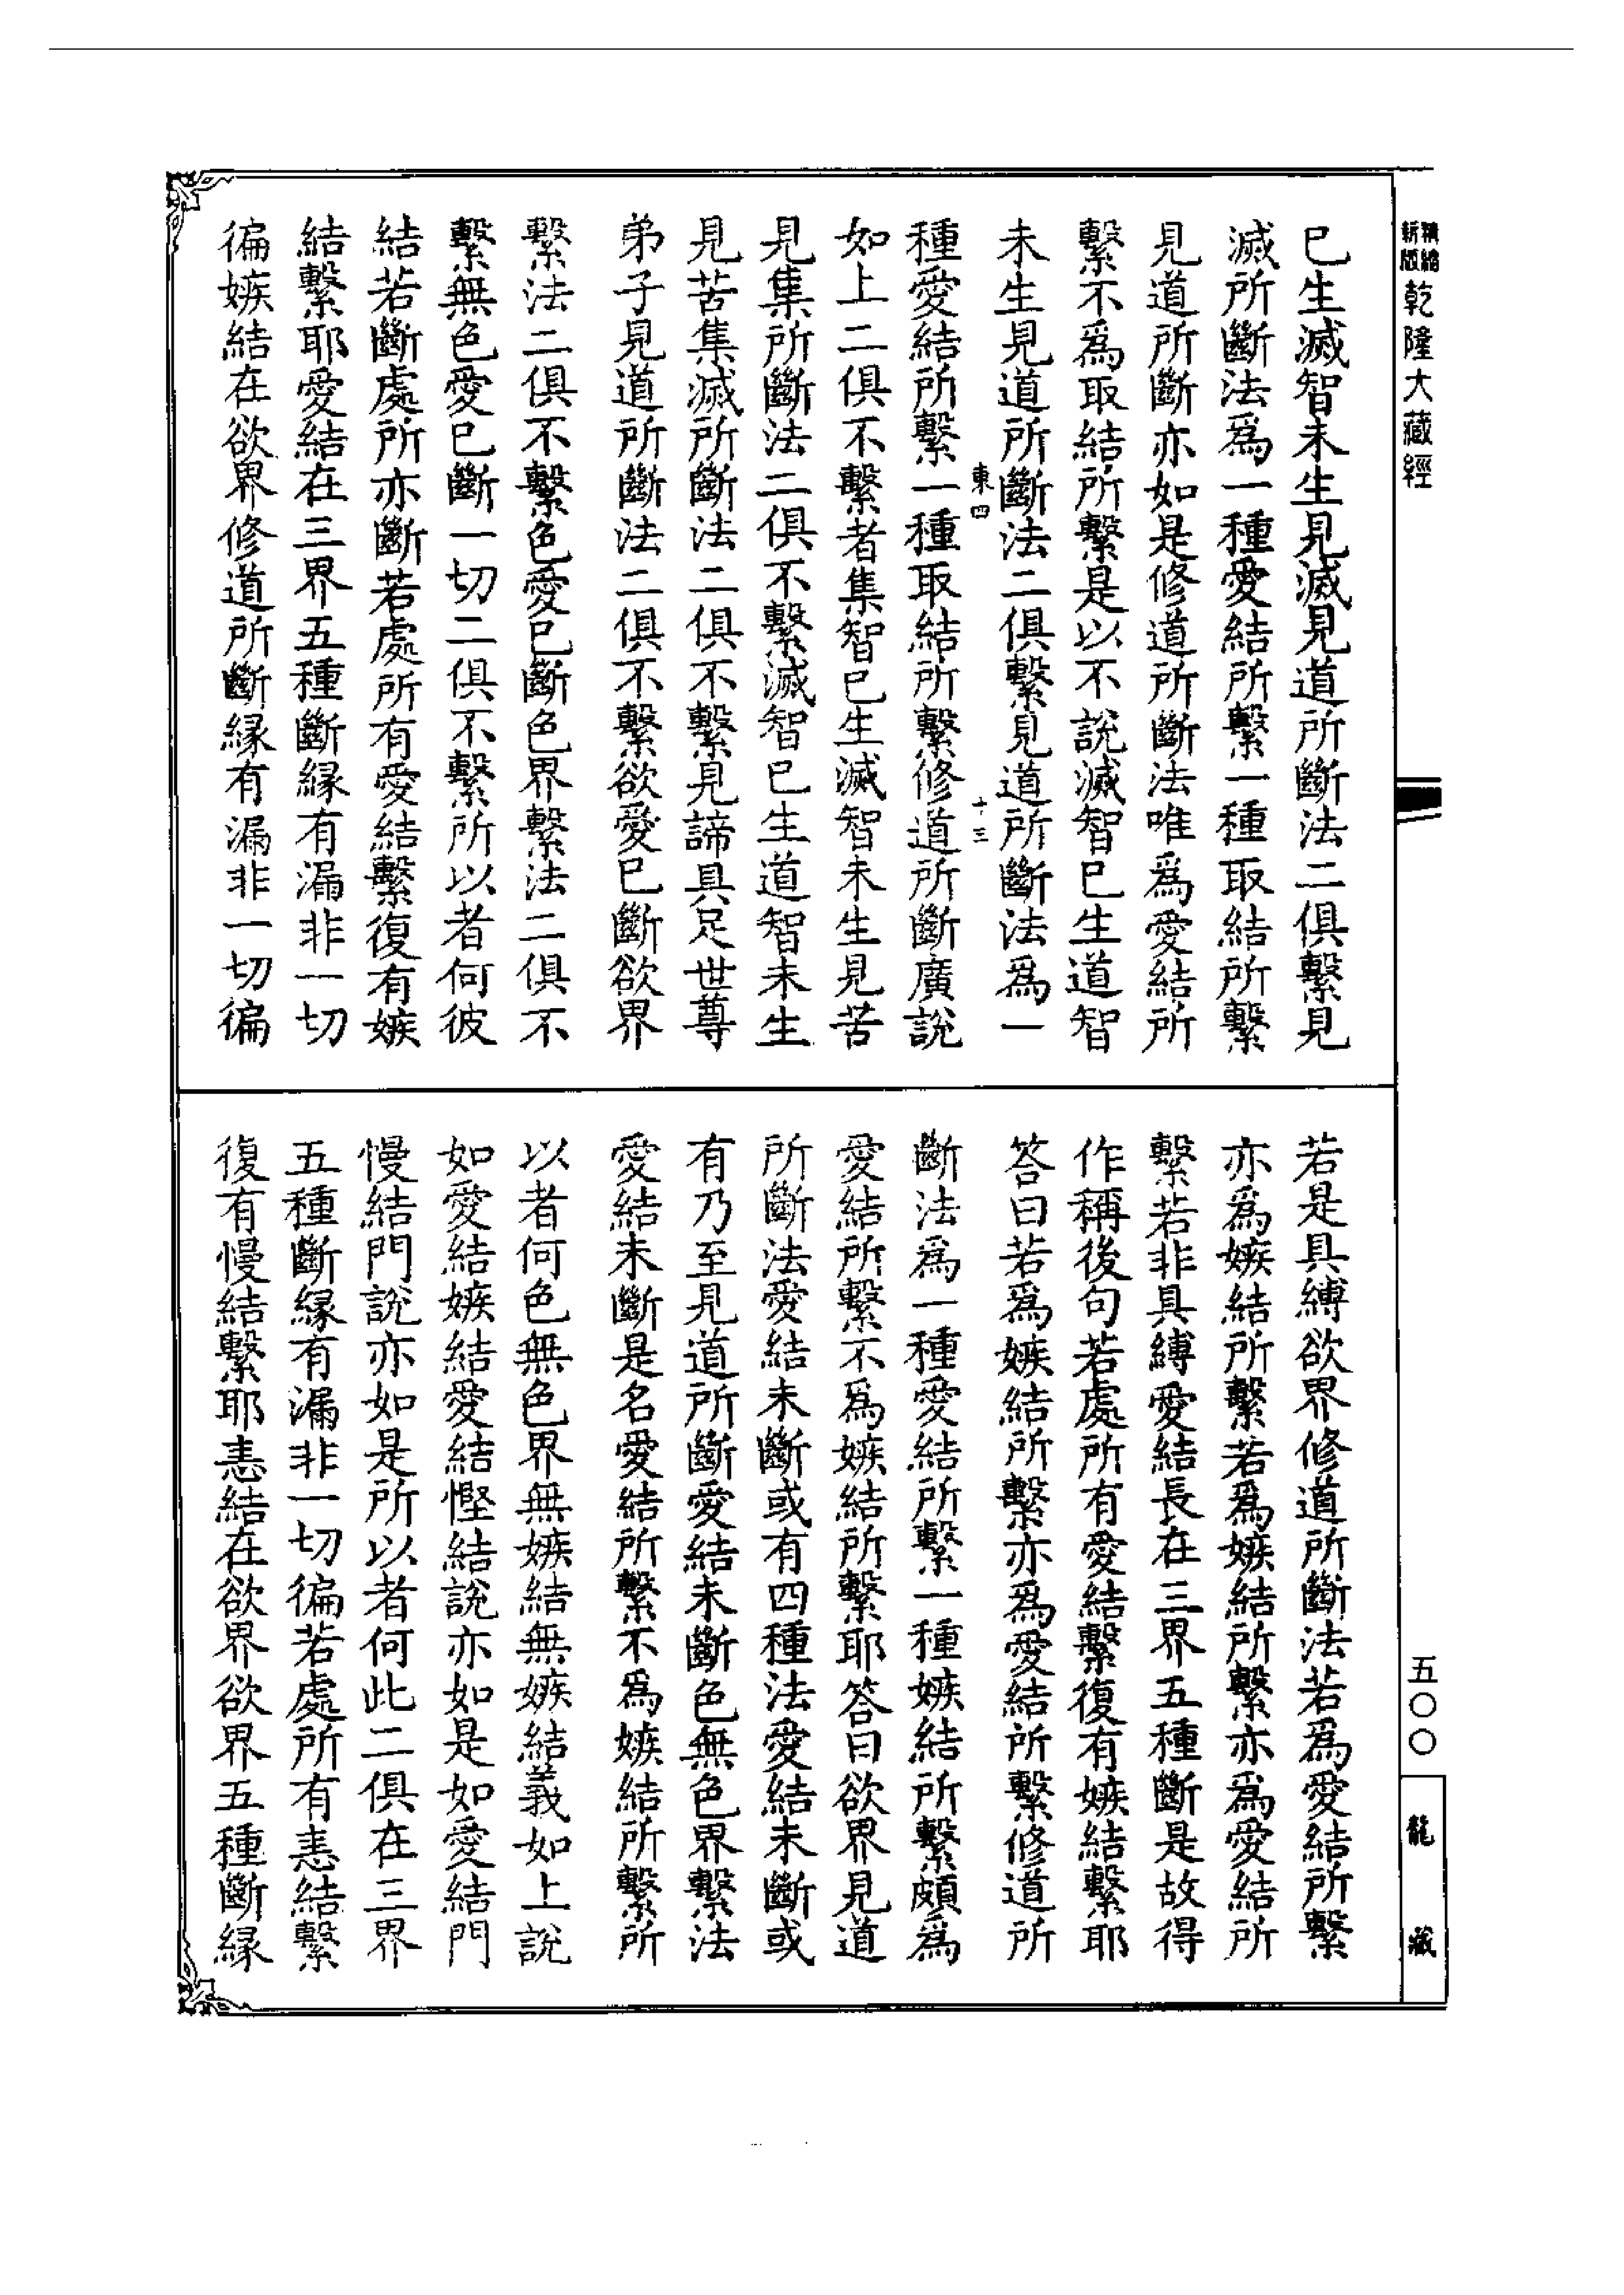 精縮新版乾隆大藏經
已生滅智未生見滅見道所斷法二俱繫見
滅所斷法為一種愛結所繫一種取結所繫
見道所斷亦如是修道所斷法唯為愛結所
繫不為取結所繫是以不說滅智已生道智
未生見道所斷法二俱繫見道所斷法為一
東四 十三
種愛結所繫一種取結所繫修道所斷廣說
如上二俱不繫者集智已生滅智未生見苦
見集所斷法二俱不繫滅智已生道智未生
見苦集滅所斷法二俱不繫見諦具足世尊
弟子見道所斷法二俱不繫欲愛已斷欲界
繫法二俱不繫色愛已斷色界繫法二俱不
繫無色愛已斷一切二俱不繫所以者何彼
結若斷處所亦斷若處所有愛結繫復有嫉
結繫耶愛結在三界五種斷緣有漏非一切
徧嫉結在欲界修道所斷緣有漏非一切徧
若是具縛欲界修道所斷法若為愛結所繫
亦為嫉結所繫若為嫉結所繫亦為愛結所
繫若非具縛愛結長在三界五種斷是故得
作稱後句若處所有愛結繫復有嫉結繫耶
答曰若為嫉結所繫亦為愛結所繫修道所
斷法為一種愛結所繫一種嫉結所繫頗為
愛結所繫不為嫉結所繫耶答曰欲界見道
所斷法愛結未斷或有四種法愛結未斷或
有乃至見道所斷愛結未斷色無色界繫法
愛結未斷是名愛結所繫不為嫉結所繫所
以者何色無色界無嫉結無嫉結義如上說
如愛結嫉結愛結慳結說亦如是如愛結門
慢結門說亦如是所以者何此二俱在三界
五種斷緣有漏非一切徧若處所有恚結繫
復有慢結繫耶恚結在欲界欲界五種斷緣
五〇〇
龍藏